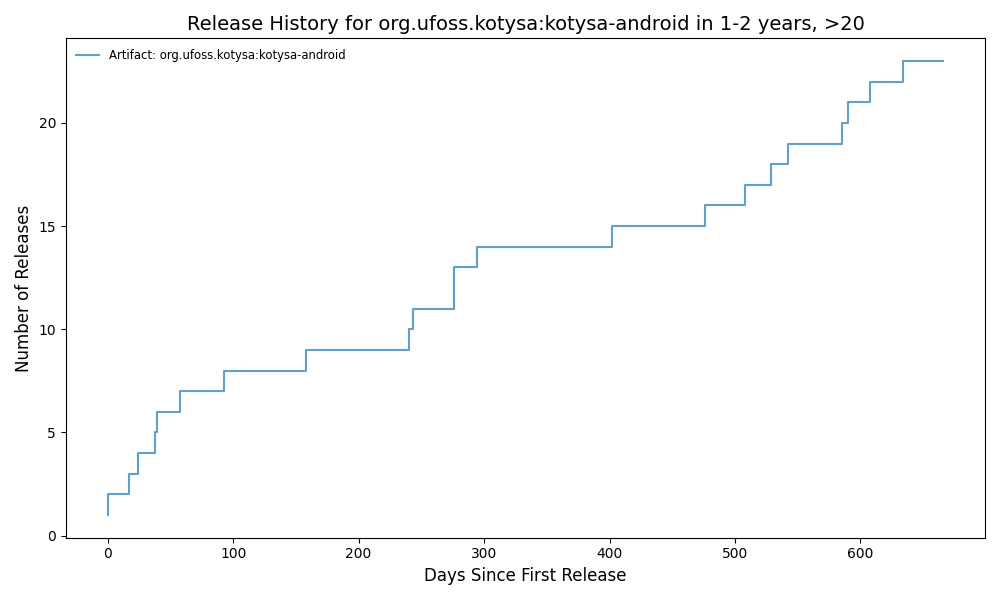 Release History for org.ufoss.kotysa:kotysa-android in 1-2 years, >20
Artifact: org.ufoss.kotysa:kotysa-android
Number of Releases
20
15
10
5
0
0 100 200 300 400 500 600
Days Since First Release